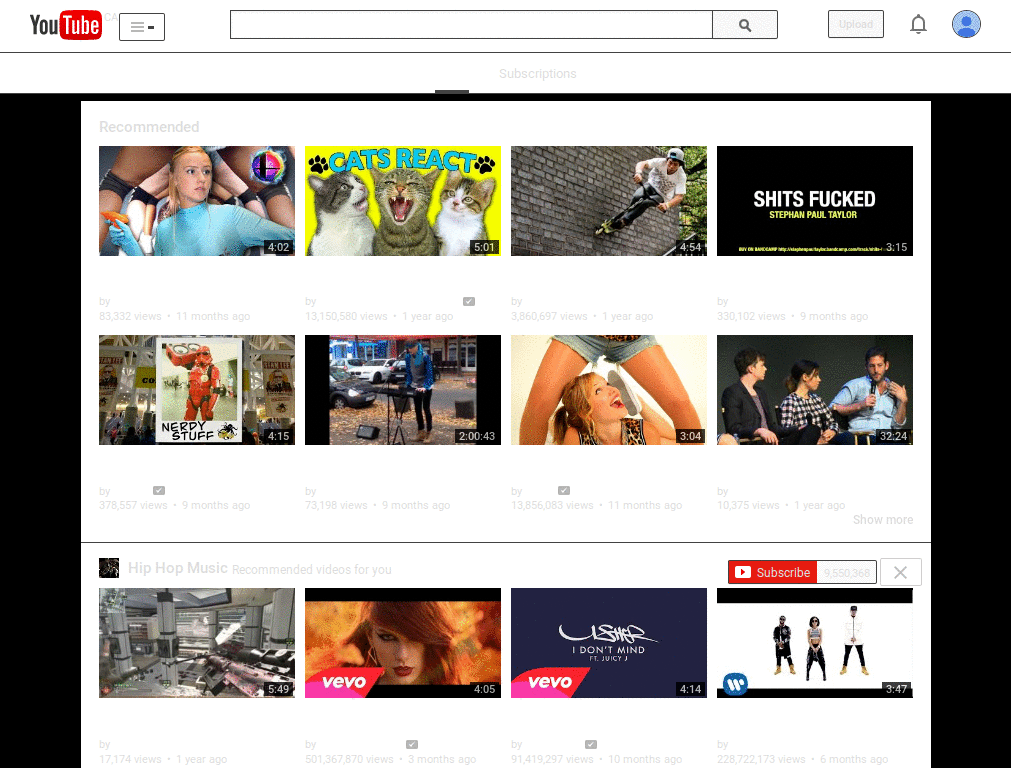 YouTube CA
Upload
Subscriptions
Recommended
4:02
CATS REACT
5:01
4:54
SHITS FUCKED
STEPHAN PAUL TAYLOR
3:15
by
83,332 views • 11 months ago
by
13,150,580 views • 1 year ago
by
3,860,697 views • 1 year ago
by
330,102 views • 9 months ago
NERDY
STUFF
4:15
2:00:43
3:04
32:24
by
378,557 views • 9 months ago
by
73,198 views • 9 months ago
by
13,856,083 views • 11 months ago
by
10,375 views • 1 year ago
Show more
Hip Hop Music Recommended videos for you
Subscribe 9,550,368
5:49
vevo
4:05
USHER
I DON'T MIND
FT. JUICY J
vevo
4:14
W
3:47
by
17,174 views • 1 year ago
by
501,367,870 views • 3 months ago
by
91,419,297 views • 10 months ago
by
228,722,173 views • 6 months ago